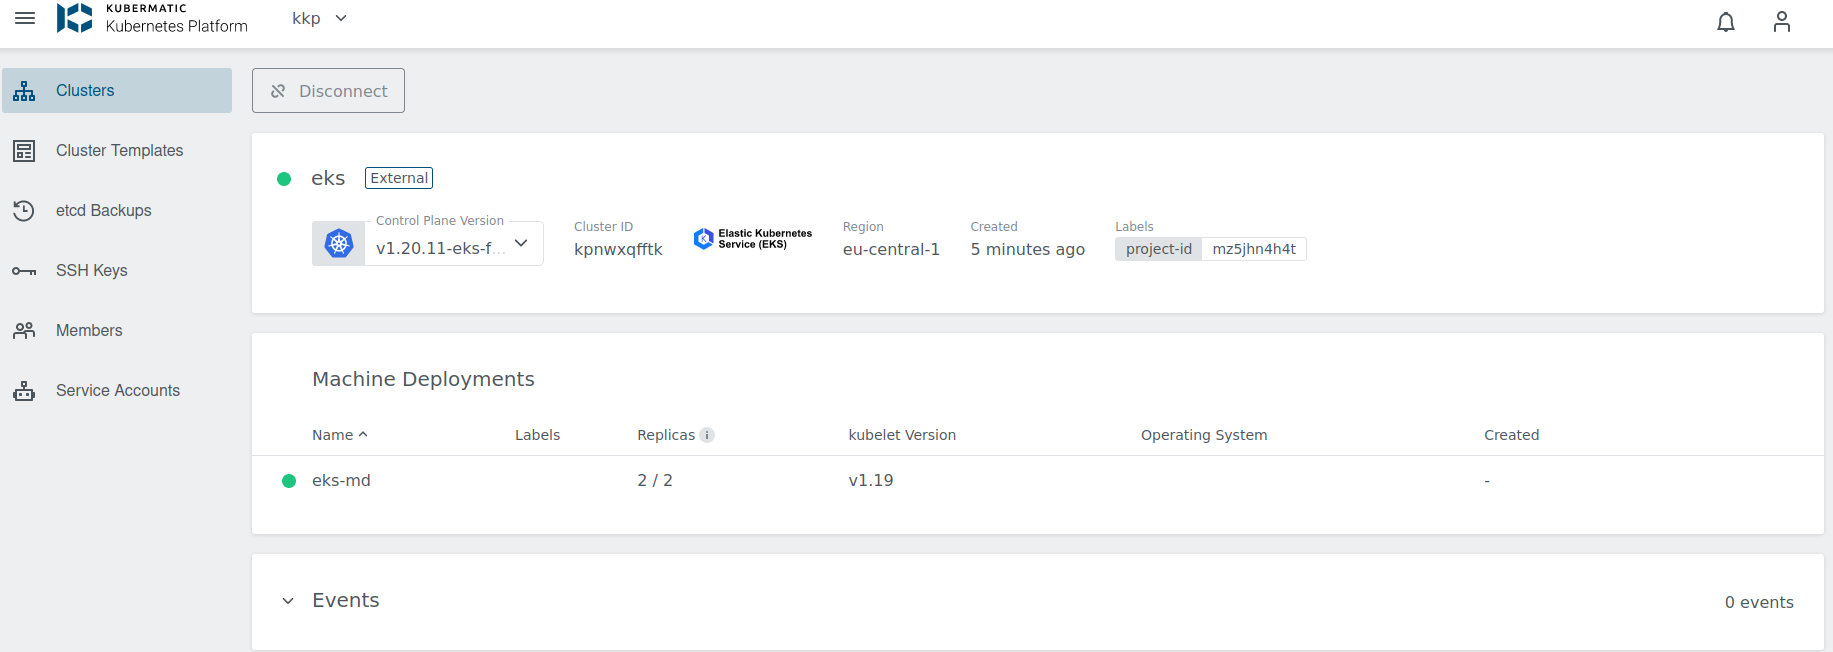 KUBERMATIC
Kubernetes Platform
kkp
Clusters
Cluster Templates
etcd Backups
SSH Keys
Members
Service Accounts
Disconnect
eks External
Control Plane Version
v1.20.11-eks-f...
Cluster ID
kpnwxqfftk
Elastic Kubernetes
Service (EKS)
Region
eu-central-1
Created
5 minutes ago
Labels
project-id mz5jhn4h4t
Machine Deployments
Name Labels Replicas i kubelet Version Operating System Created
eks-md 2 / 2 v1.19 -
Events
0 events